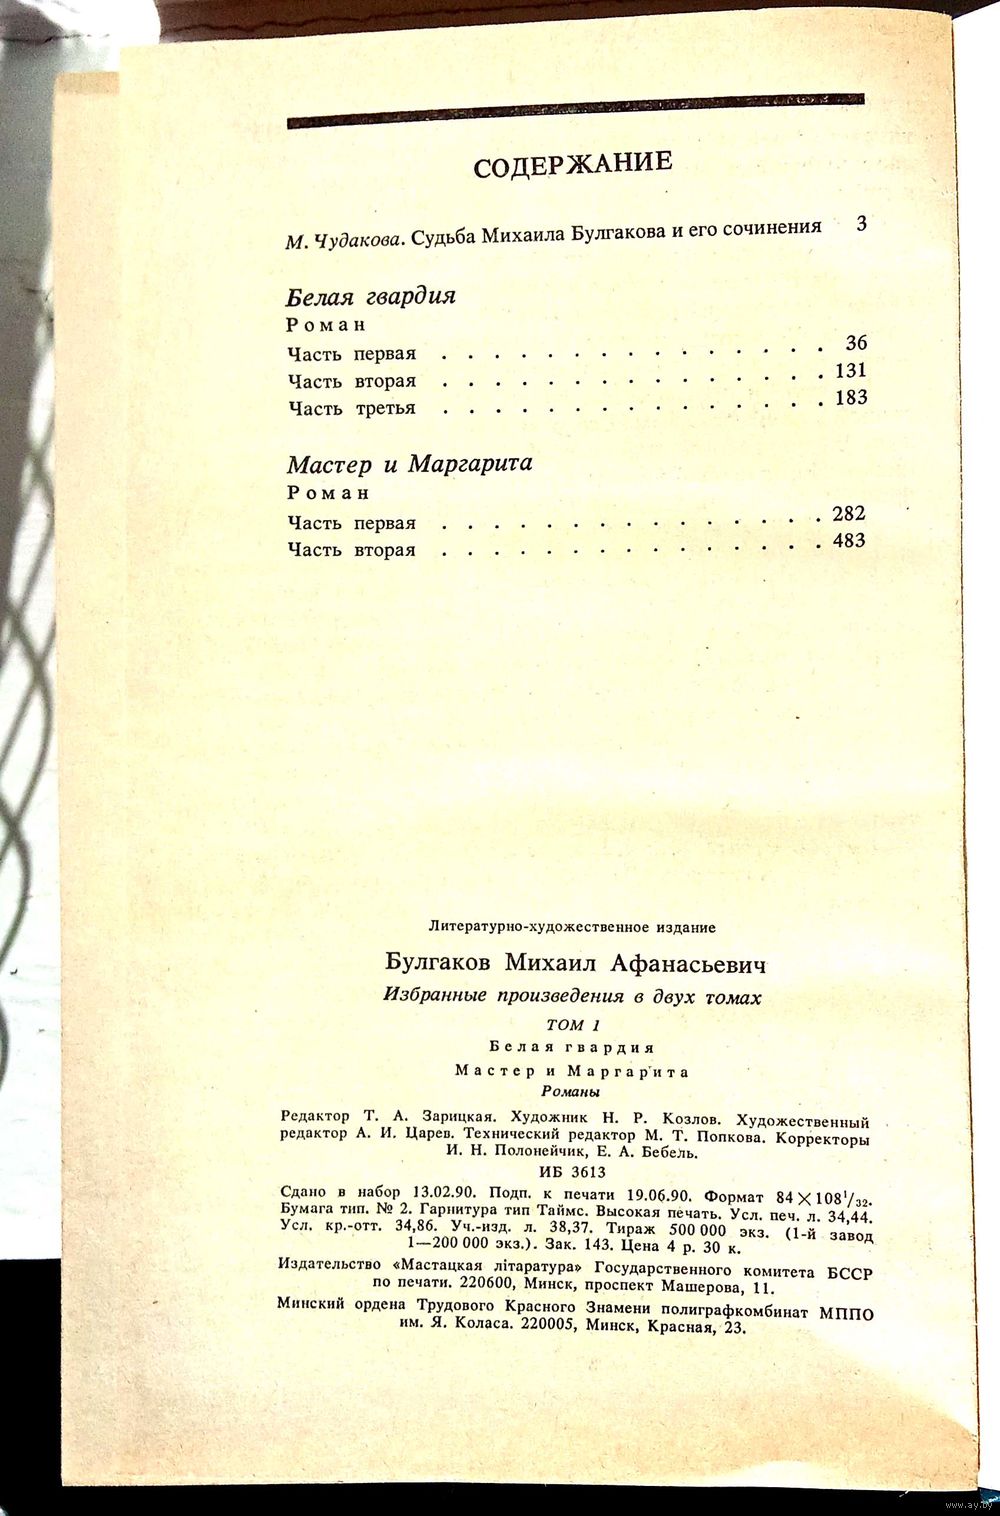 СОДЕРЖАНИЕ
М. Чудакова. Судьба Михаила Булгакова и его сочинения 3
Белая гвардия
Роман
Часть первая . . . . . . . . . . . . . . . 36
Часть вторая . . . . . . . . . . . . . . . 131
Часть третья . . . . . . . . . . . . . . . 183
Мастер и Маргарита
Роман
Часть первая . . . . . . . . . . . . . . . 282
Часть вторая . . . . . . . . . . . . . . . 483
Литературно-художественное издание
Булгаков Михаил Афанасьевич
Избранные произведения в двух томах
ТОМ 1
Белая гвардия
Мастер и Маргарита
Романы
Редактор Т. А. Зарицкая. Художник Н. Р. Козлов. Художественный
редактор А. И. Царев. Технический редактор М. Т. Попкова. Корректоры
И. Н. Полонейчик, Е. А. Бебель.
ИБ 3613
Сдано в набор 13.02.90. Подп. к печати 19.06.90. Формат 84×108¹/₃₂.
Бумага тип. № 2. Гарнитура тип Таймс. Высокая печать. Усл. печ. л. 34,44.
Усл. кр.-отт. 34,86. Уч.-изд. л. 38,37. Тираж 500 000 экз. (1-й завод
1—200 000 экз.). Зак. 143. Цена 4 р. 30 к.
Издательство «Мастацкая літаратура» Государственного комитета БССР
по печати. 220600, Минск, проспект Машерова, 11.
Минский ордена Трудового Красного Знамени полиграфкомбинат МППО
им. Я. Коласа. 220005, Минск, Красная, 23.
www.ay.by